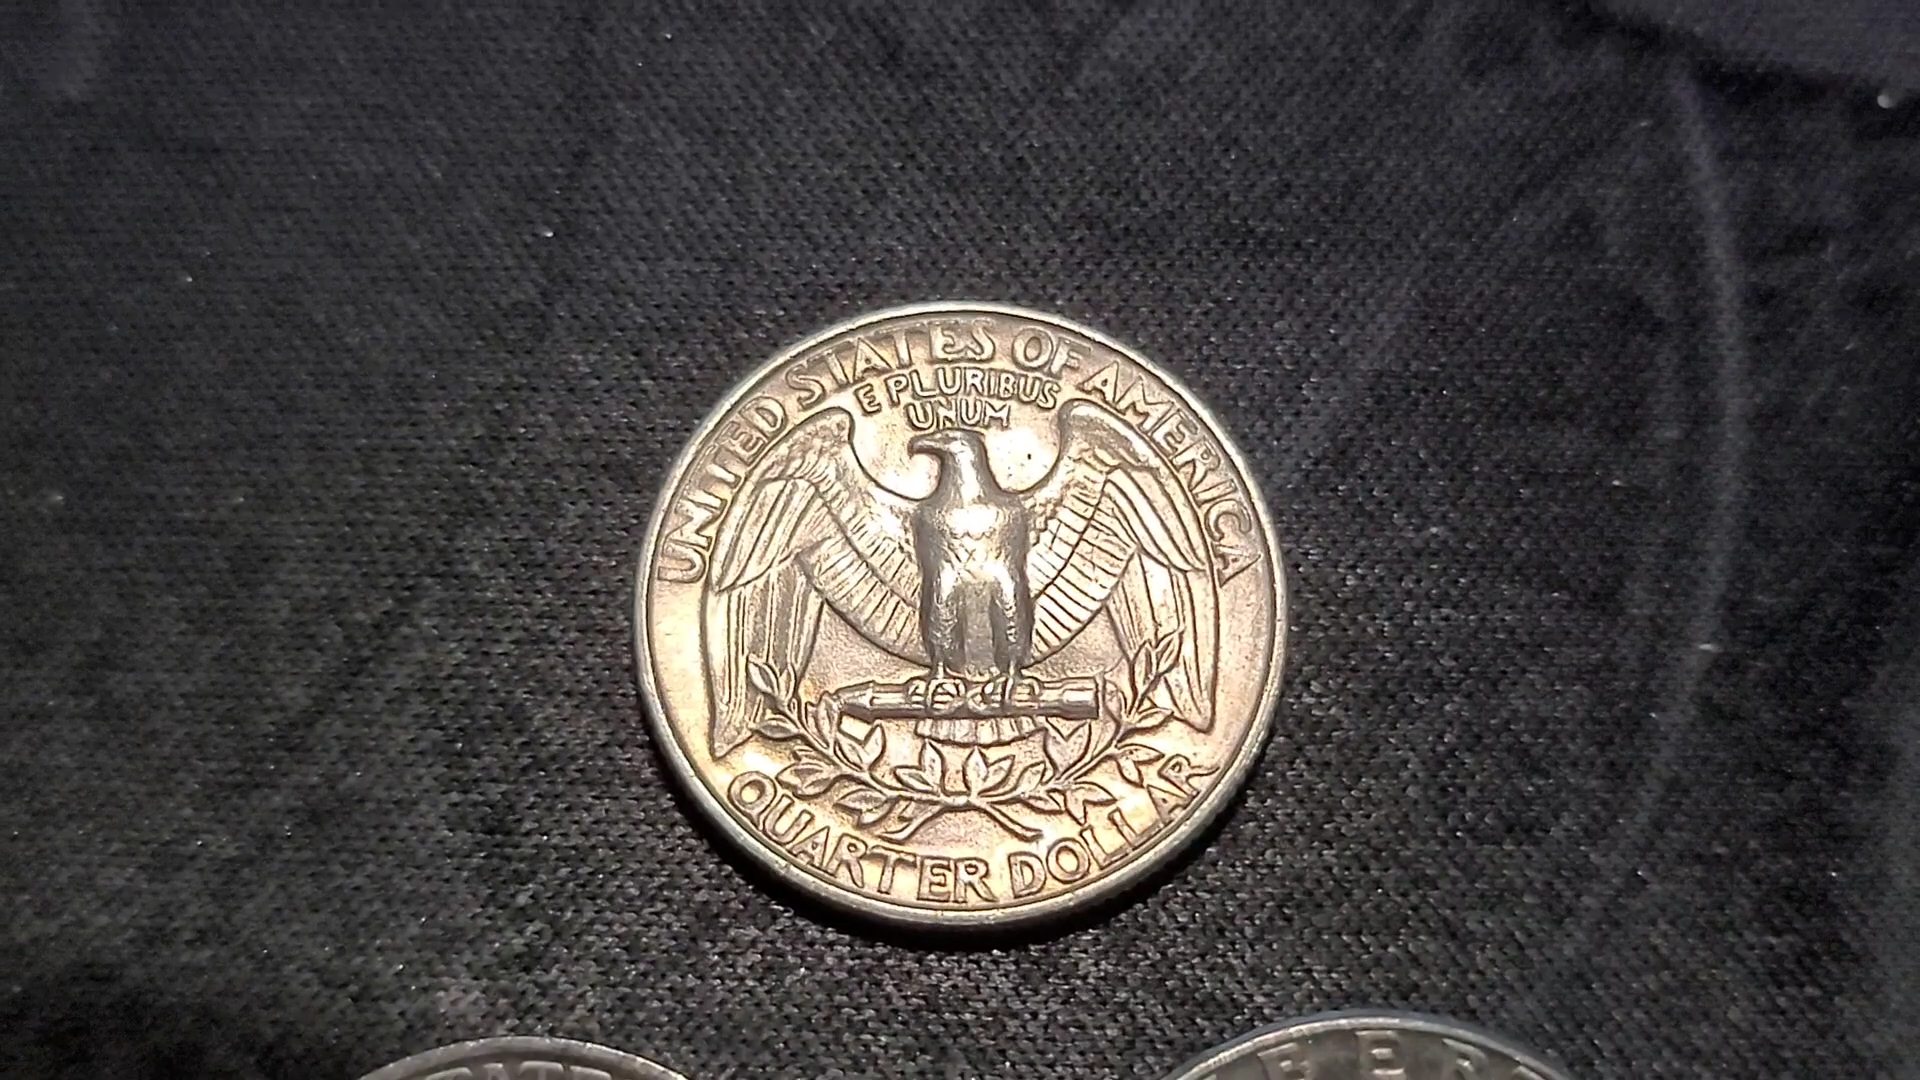 UNITED STATES OF AMERICA
E PLURIBUS
UNUM
QUARTER DOLLAR